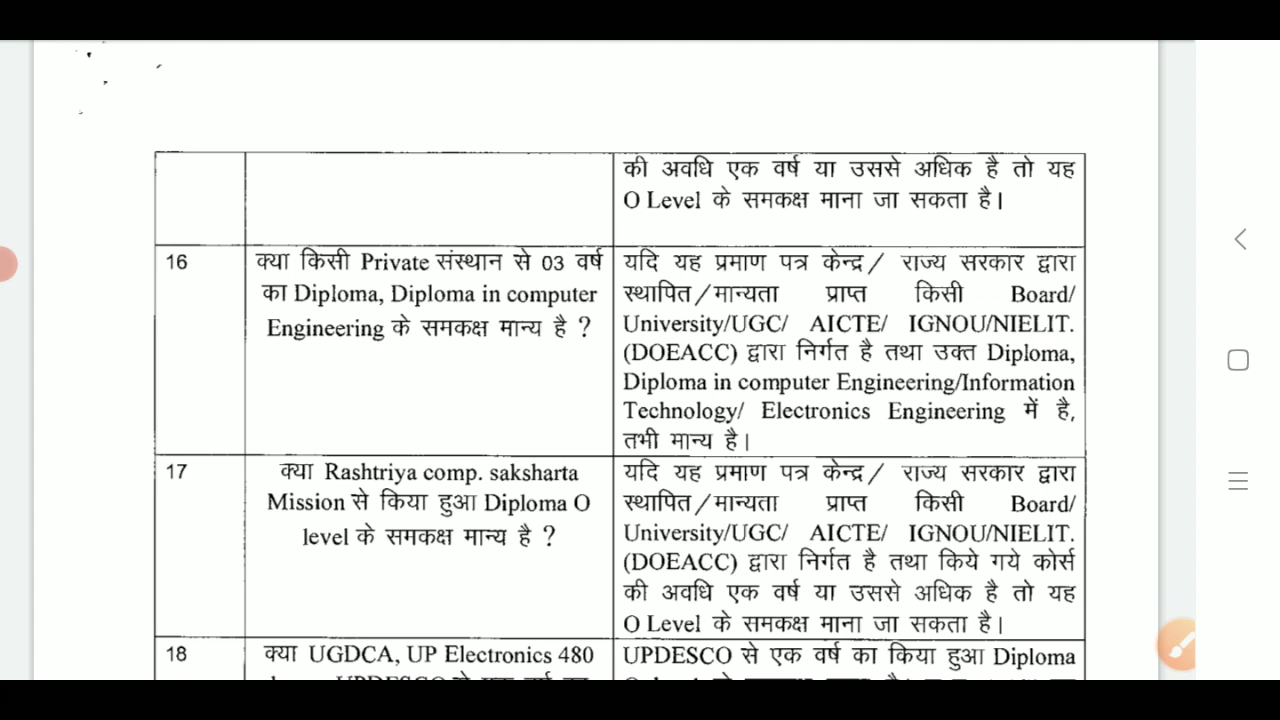 की अवधि एक वर्ष या उससे अधिक है तो यह
O Level के समकक्ष माना जा सकता है।
16
क्या किसी Private संस्थान से 03 वर्ष
का Diploma, Diploma in computer
Engineering के समकक्ष मान्य है ?
यदि यह प्रमाण पत्र केन्द्र/ राज्य सरकार द्वारा
स्थापित/मान्यता प्राप्त किसी Board/
University/UGC/ AICTE/ IGNOU/NIELIT.
(DOEACC) द्वारा निर्गत है तथा उक्त Diploma,
Diploma in computer Engineering/Information
Technology/ Electronics Engineering में है,
तभी मान्य है।
17
क्या Rashtriya comp. saksharta
Mission से किया हुआ Diploma O
level के समकक्ष मान्य है ?
यदि यह प्रमाण पत्र केन्द्र/ राज्य सरकार द्वारा
स्थापित/मान्यता प्राप्त किसी Board/
University/UGC/ AICTE/ IGNOU/NIELIT.
(DOEACC) द्वारा निर्गत है तथा किये गये कोर्स
की अवधि एक वर्ष या उससे अधिक है तो यह
O Level के समकक्ष माना जा सकता है।
18
क्या UGDCA, UP Electronics 480
UPDESCO से एक वर्ष का किया हुआ Diploma